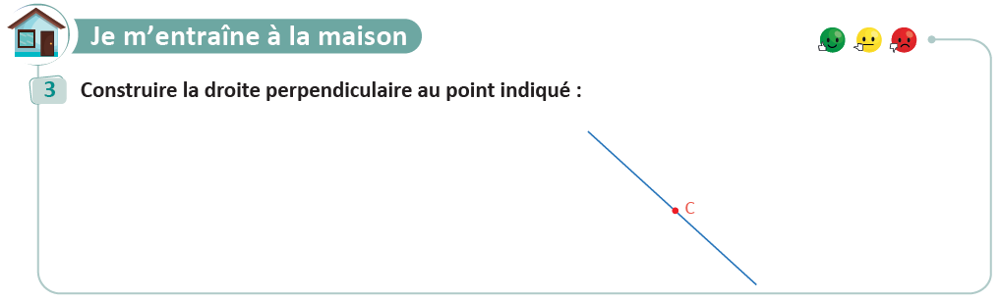 Je m’entraîne à la maison
3 Construire la droite perpendiculaire au point indiqué :
C